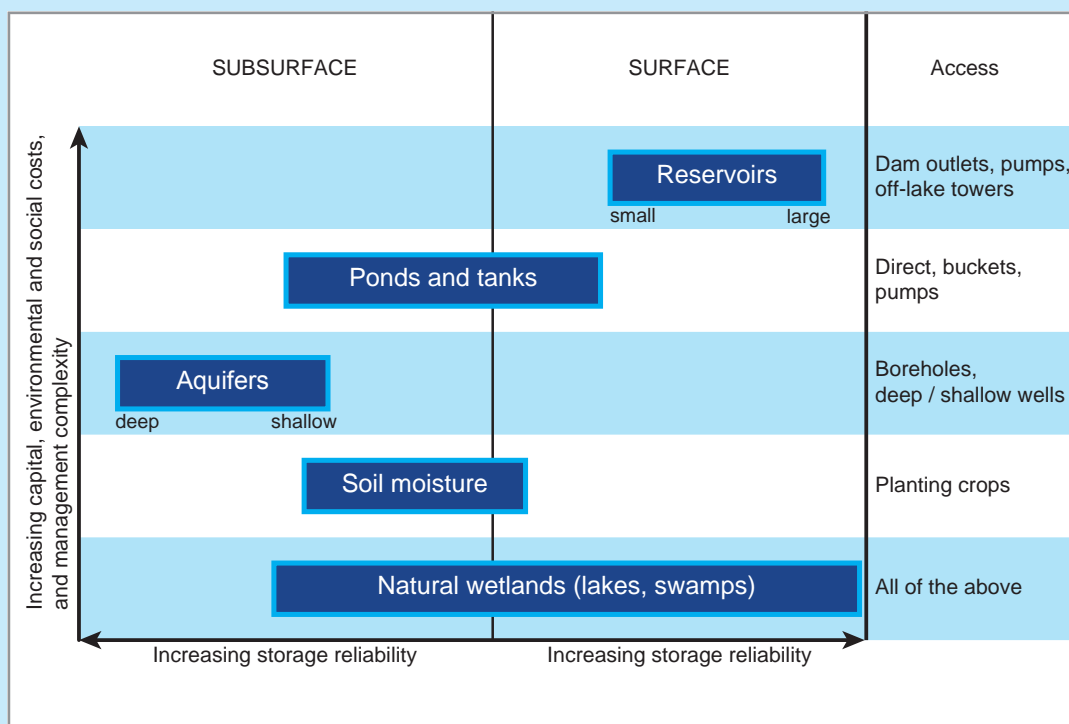 SUBSURFACE
SURFACE
Access
Increasing capital, environmental and social costs,
and management complexity
Reservoirs
small
large
Dam outlets, pumps,
off-lake towers
Ponds and tanks
Direct, buckets,
pumps
Aquifers
deep
shallow
Boreholes,
deep / shallow wells
Soil moisture
Planting crops
Natural wetlands (lakes, swamps)
All of the above
Increasing storage reliability
Increasing storage reliability